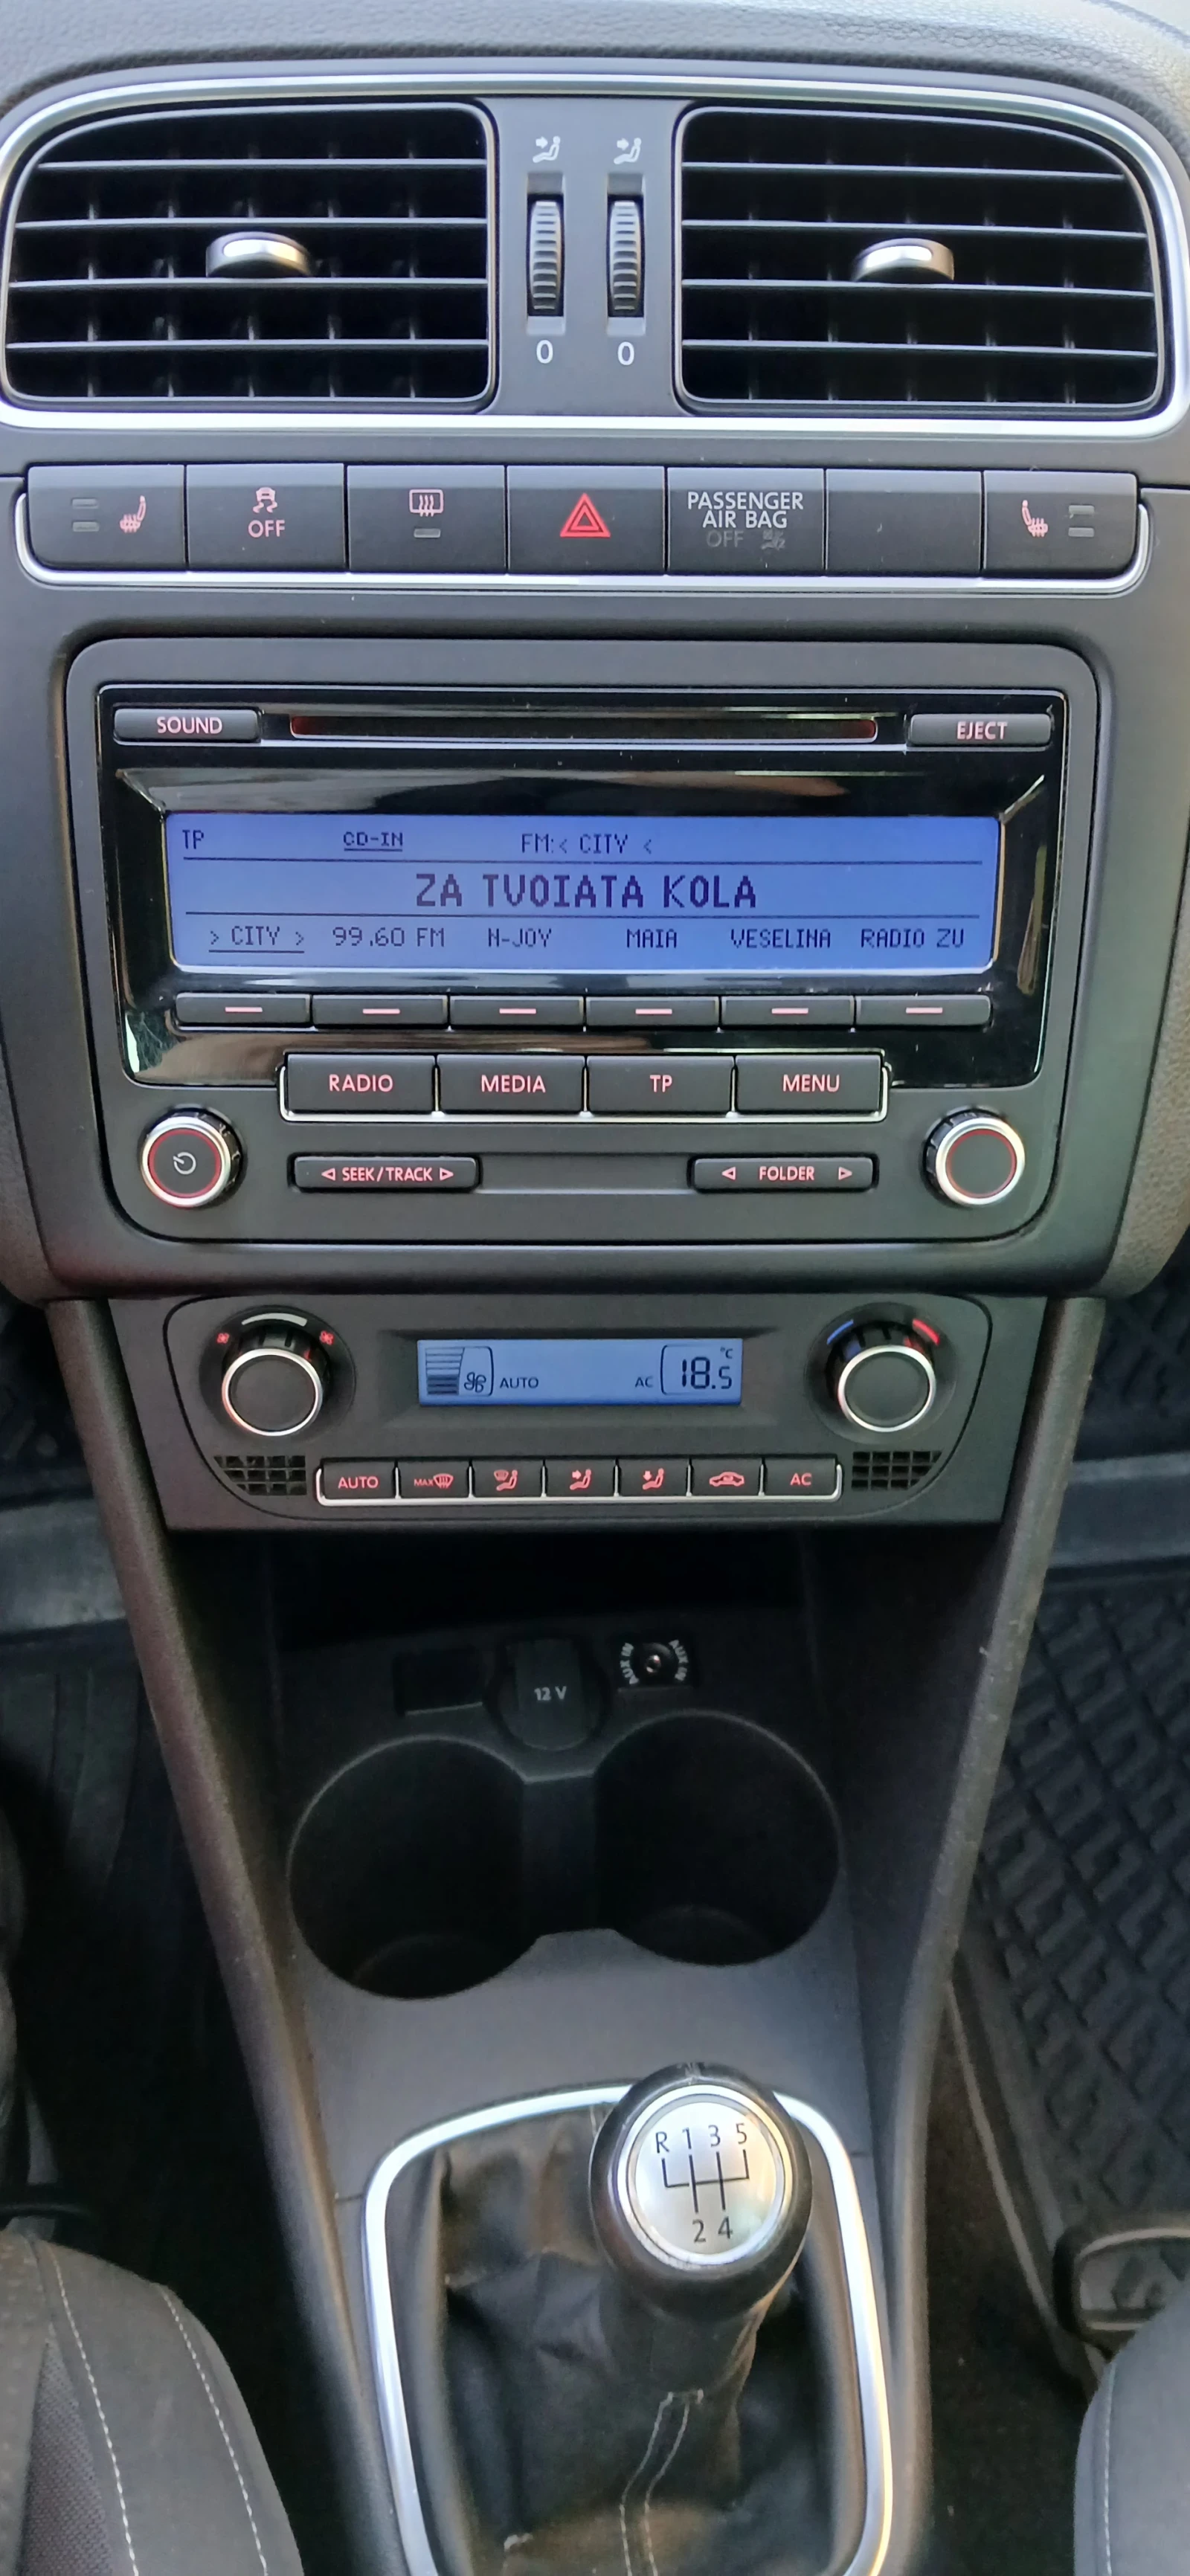 0 0
OFF
PASSENGER
AIR BAG
OFF
SOUND EJECT
TP CD-IN FM:< CITY <
ZA TVOIATA KOLA
> CITY > 99.60 FM N-JOY MAIA VESELINA RADIO ZU
RADIO MEDIA TP MENU
SEEK/TRACK FOLDER
AUTO AC 18.5 °C
AUTO MAX AC
AUX IN AUX IN
12 V
R 1 3 5
2 4